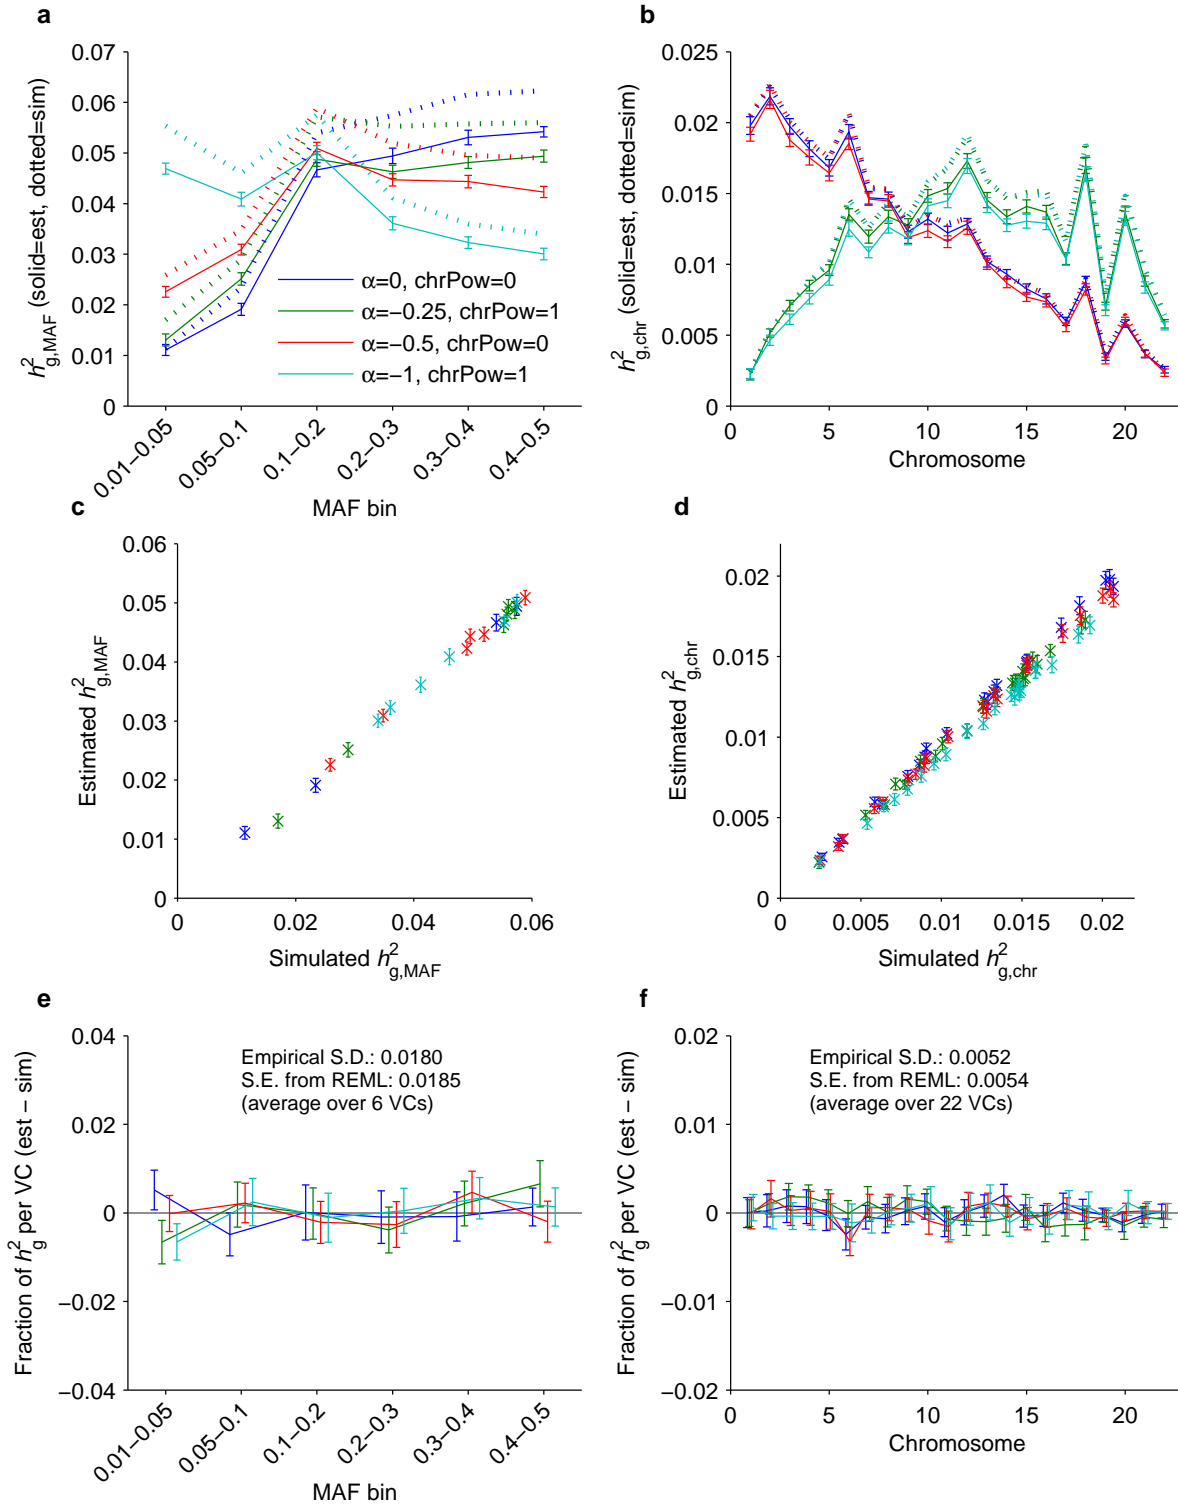 a
h²g,MAF (solid=est, dotted=sim)
0.07
0.06
0.05
0.04
0.03
0.02
0.01
0
α=0, chrPow=0
α=−0.25, chrPow=1
α=−0.5, chrPow=0
α=−1, chrPow=1
0.01−0.05
0.05−0.1
0.1−0.2
0.2−0.3
0.3−0.4
0.4−0.5
MAF bin
b
h²g,chr (solid=est, dotted=sim)
0.025
0.02
0.015
0.01
0.005
0
0 5 10 15 20
Chromosome
c
Estimated h²g,MAF
0.06
0.05
0.04
0.03
0.02
0.01
0
0 0.02 0.04 0.06
Simulated h²g,MAF
d
Estimated h²g,chr
0.02
0.015
0.01
0.005
0
0 0.005 0.01 0.015 0.02
Simulated h²g,chr
e
Fraction of h²g per VC (est − sim)
0.04
0.02
0
−0.02
−0.04
Empirical S.D.: 0.0180
S.E. from REML: 0.0185
(average over 6 VCs)
0.01−0.05
0.05−0.1
0.1−0.2
0.2−0.3
0.3−0.4
0.4−0.5
MAF bin
f
Fraction of h²g per VC (est − sim)
0.02
0.01
0
−0.01
−0.02
Empirical S.D.: 0.0052
S.E. from REML: 0.0054
(average over 22 VCs)
0 5 10 15 20
Chromosome